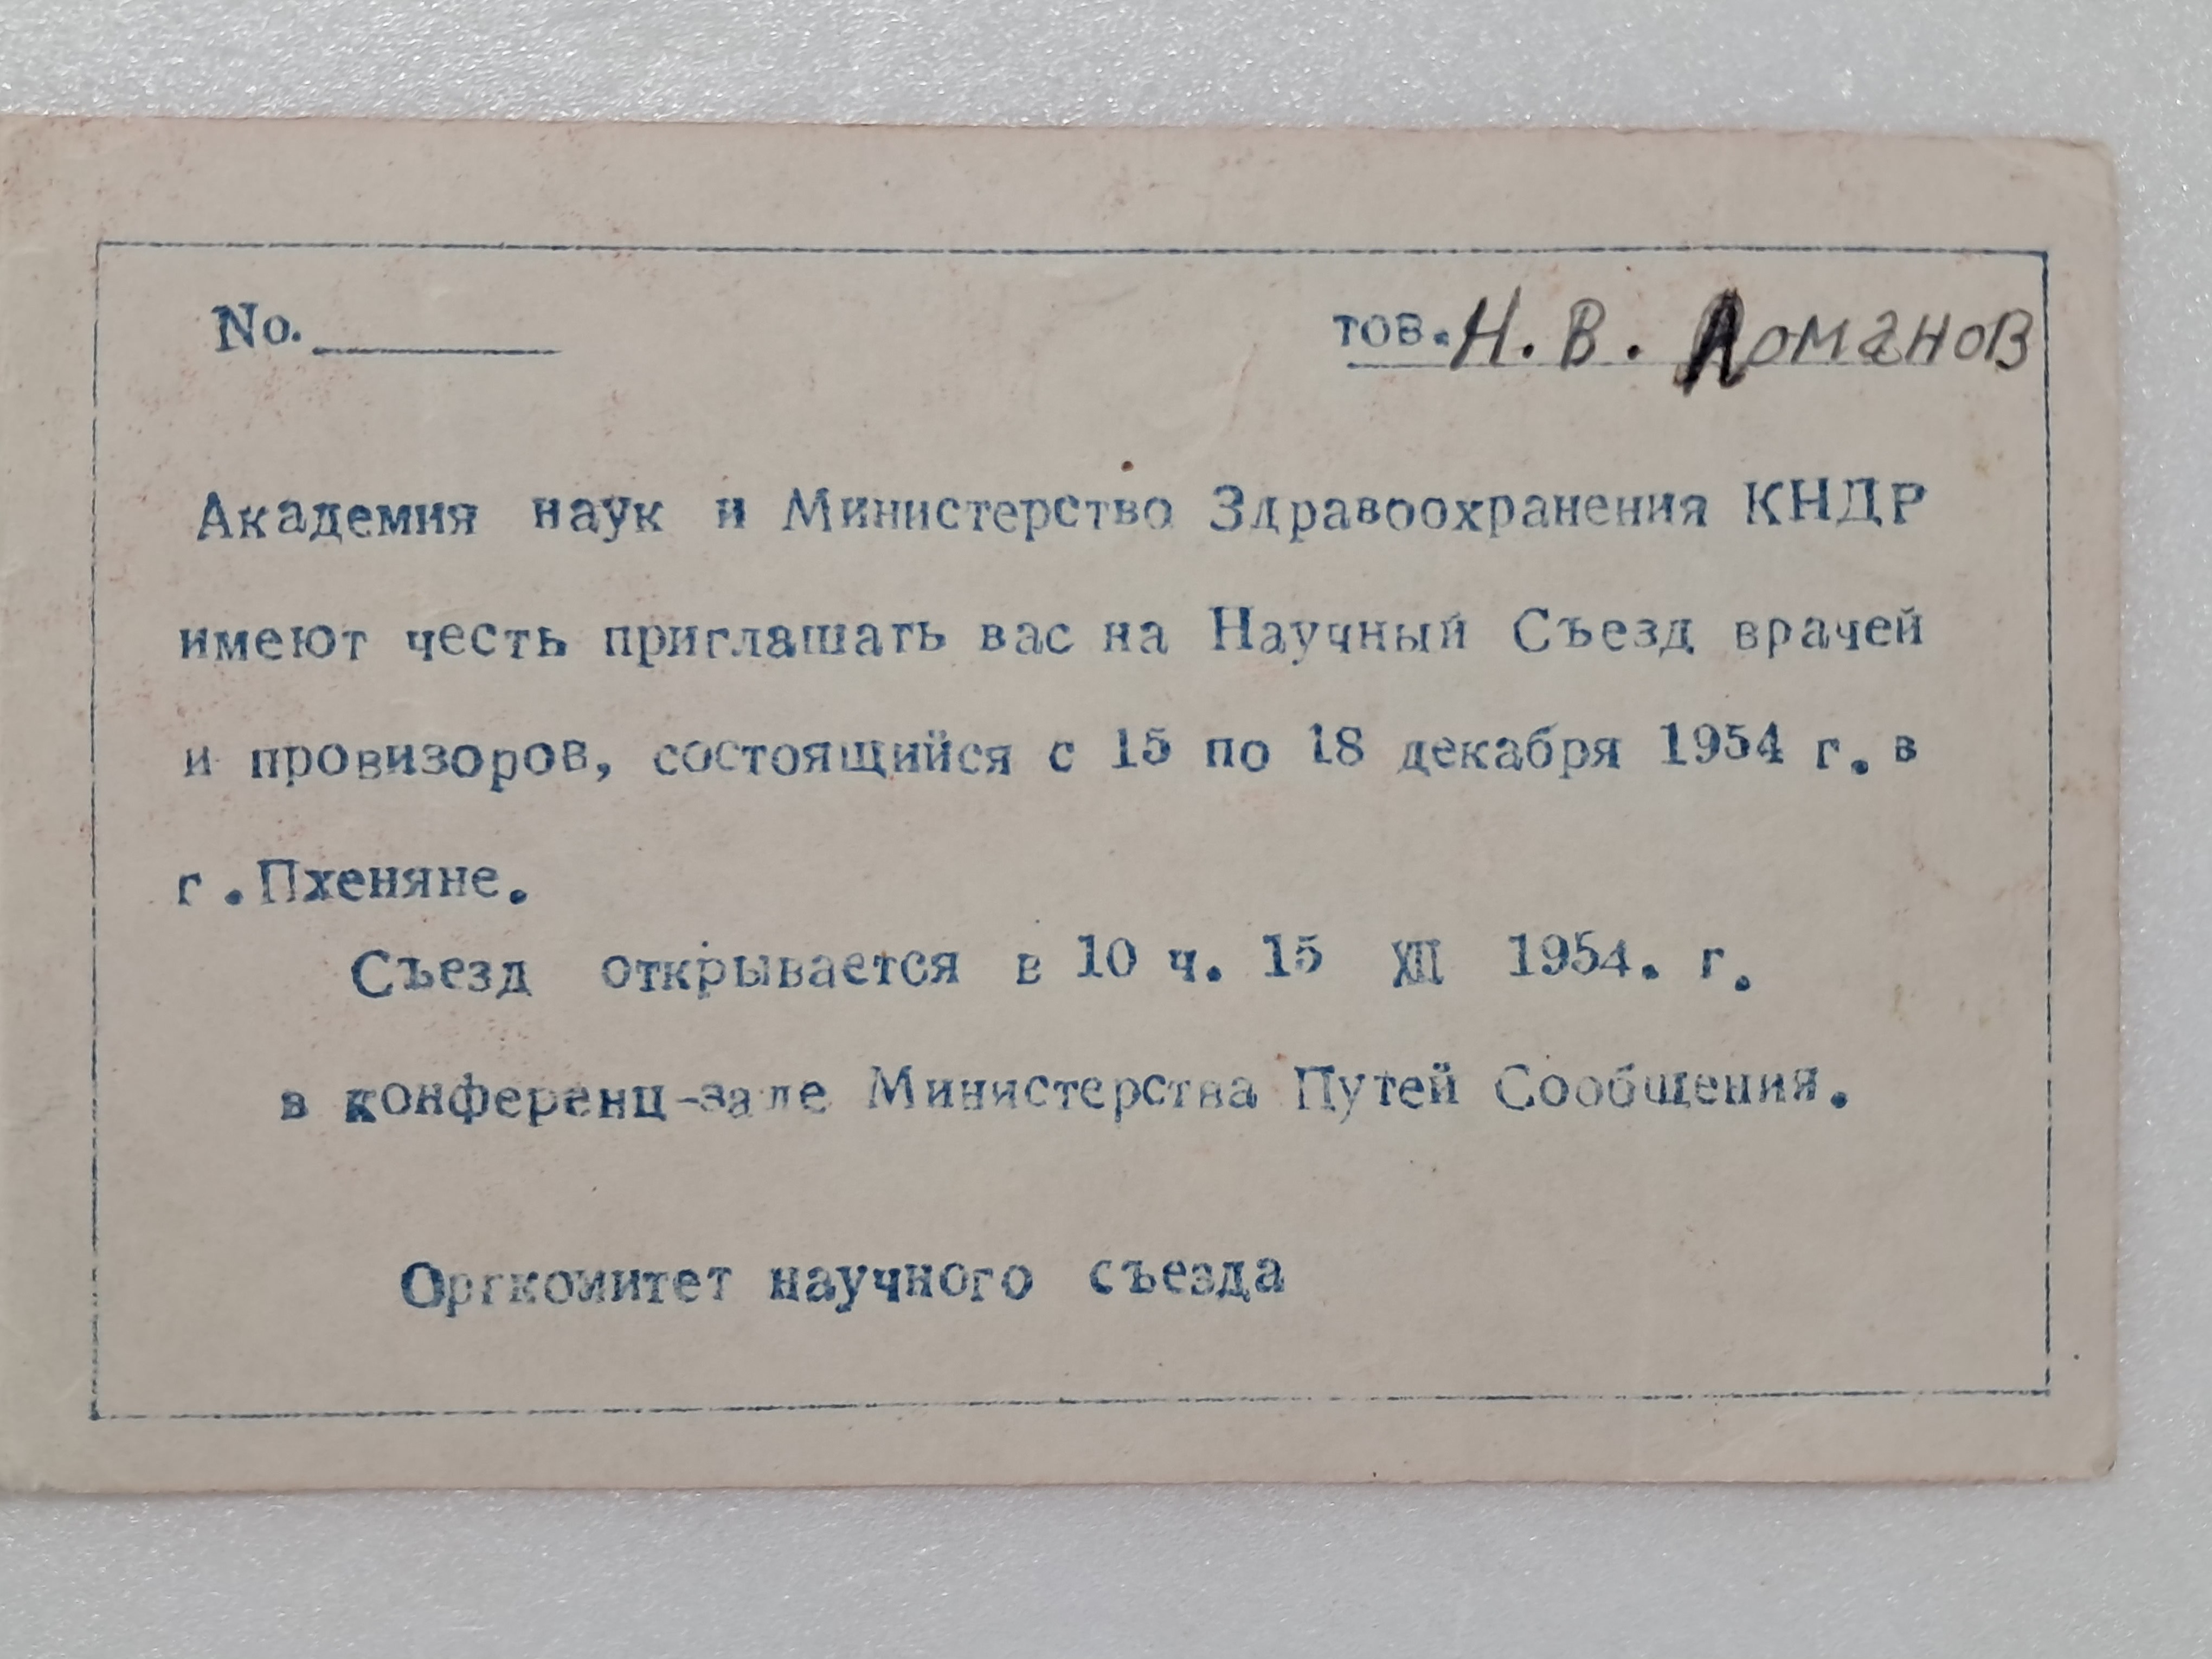 No. тов. Н. В. Ломанов
Академия наук и Министерство Здравоохранения КНДР
имеют честь приглашать вас на Научный Съезд врачей
и провизоров, состоящийся с 15 по 18 декабря 1954 г. в
г. Пхеняне.
Съезд открывается в 10 ч. 15 XII 1954. г.
в конференц-зале Министерства Путей Сообщения.
Оргкомитет научного съезда